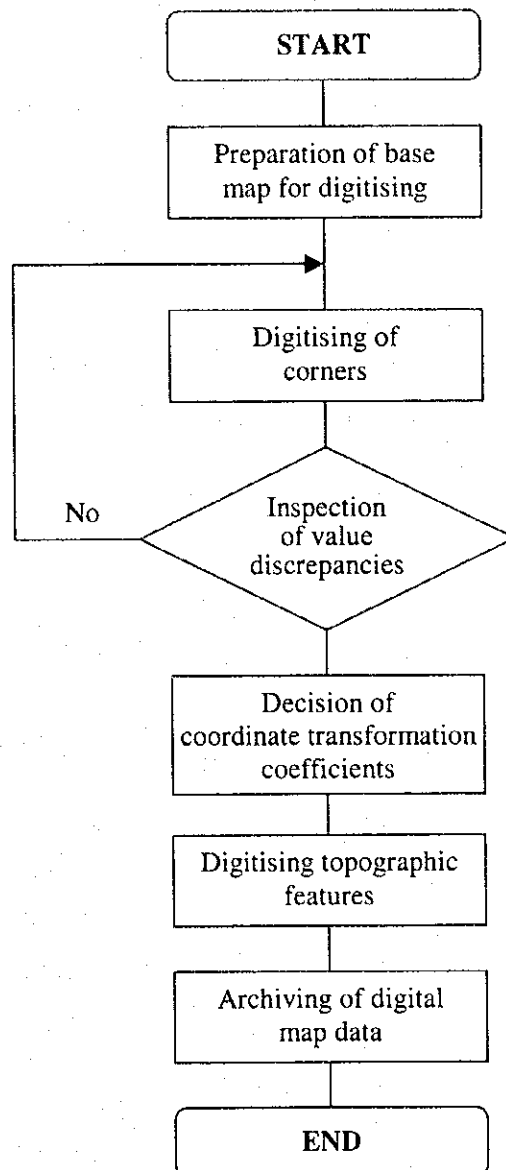 START
Preparation of base
map for digitising
Digitising of
corners
No
Inspection
of value
discrepancies
Decision of
coordinate transformation
coefficients
Digitising topographic
features
Archiving of digital
map data
END